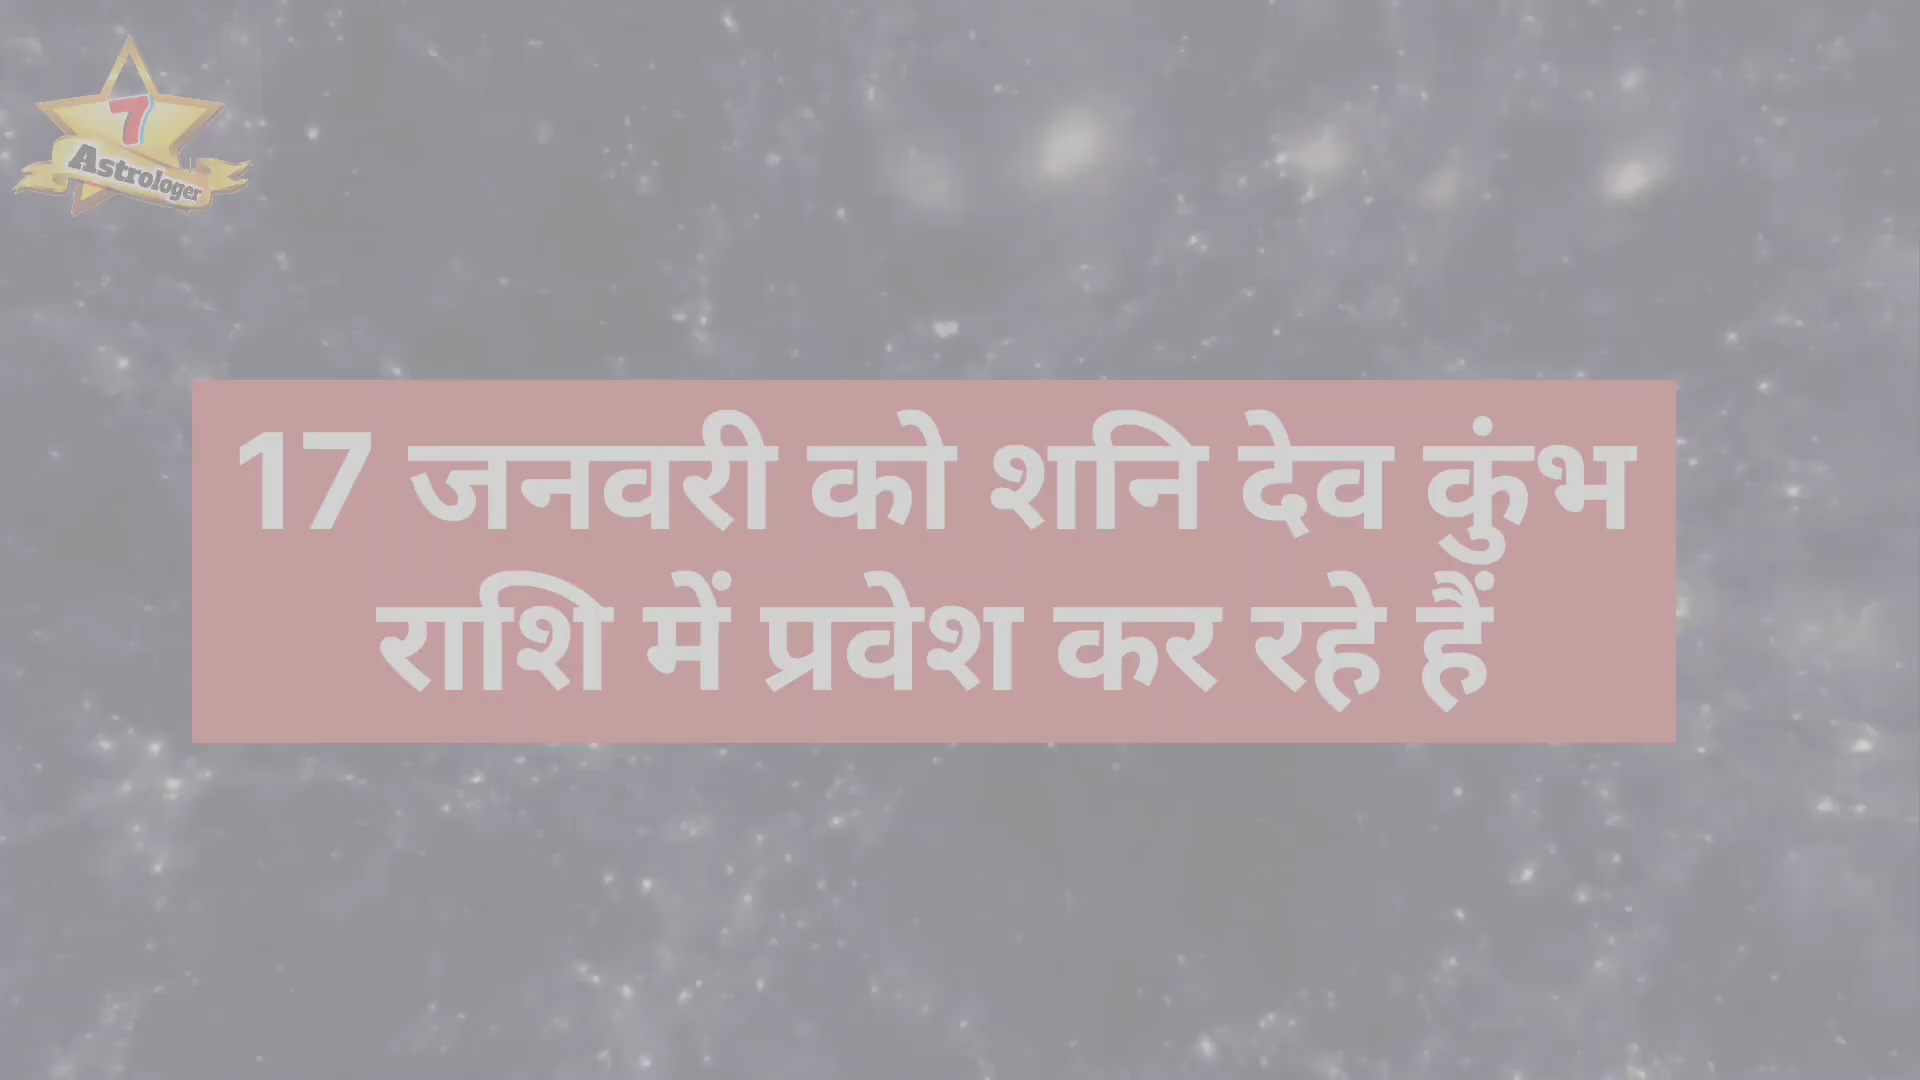 7
Astrologer
17 जनवरी को शनि देव कुंभ
राशि में प्रवेश कर रहे हैं